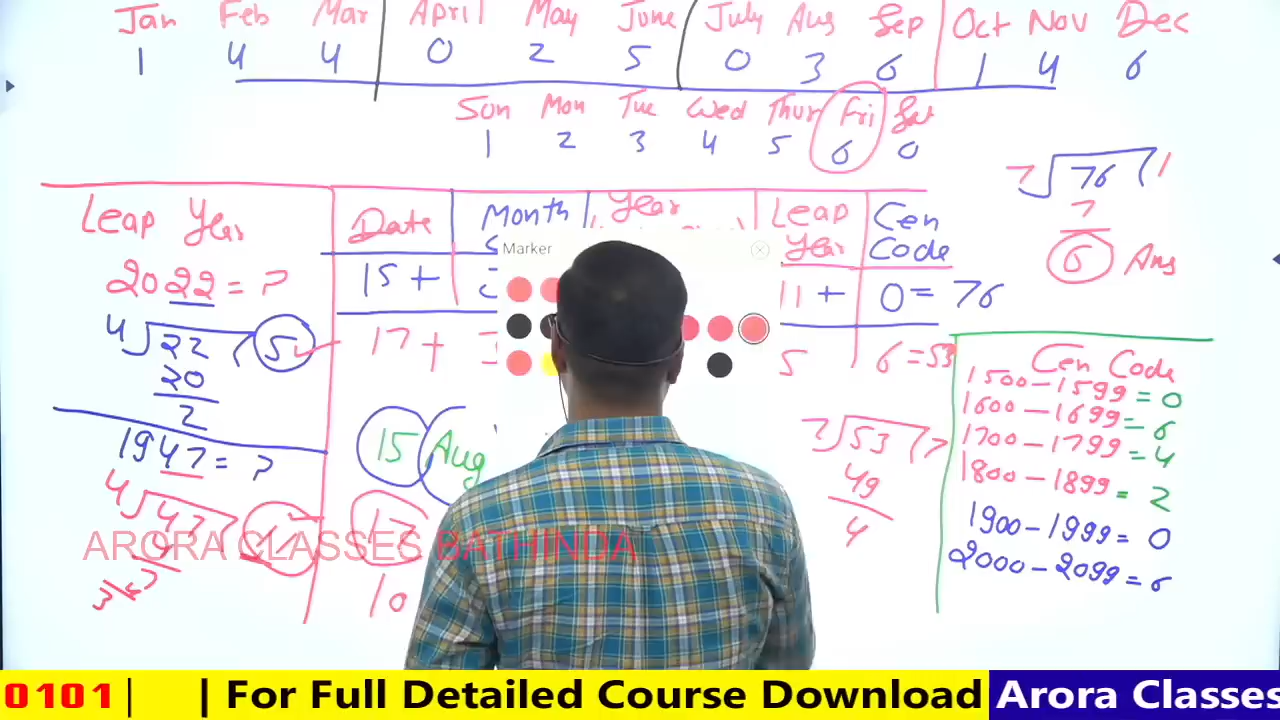 Jan Feb Mar April May June July Aug Sep Oct Nov Dec
1 4 4 0 2 5 0 3 6 1 4 6
Sun Mon Tue Wed Thur Fri Sat
1 2 3 4 5 6 0
7 √76 ( 1
7
6 Ans
Leap Year
2022 = ?
4 √22 ( 5
20
2
1947 = ?
Date Month Year Leap Year Cen Code
15 + 11 + 0 = 76
17 + 5 6 = 53
Marker
15 Aug
17
10
7 √53 ( 7
49
4
Cen Code
1500 - 1599 = 0
1600 - 1699 = 6
1700 - 1799 = 4
1800 - 1899 = 2
1900 - 1999 = 0
2000 - 2099 = 6
ARORA CLASSES BATHINDA
0101 | | For Full Detailed Course Download Arora Classes